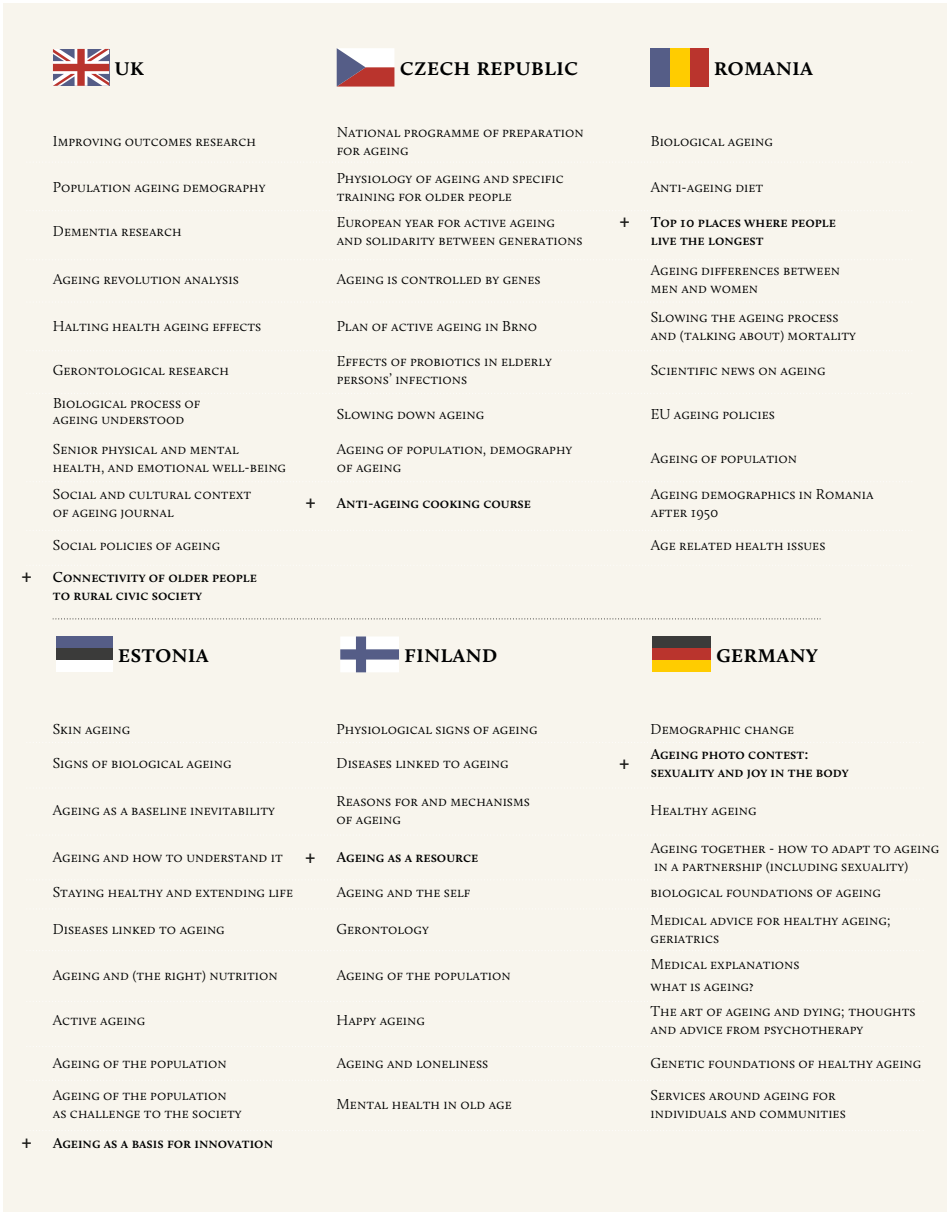 UK
Improving outcomes research
Population ageing demography
Dementia research
Ageing revolution analysis
Halting health ageing effects
Gerontological research
Biological process of
ageing understood
Senior physical and mental
health, and emotional well-being
Social and cultural context
of ageing journal
Social policies of ageing
+ Connectivity of older people
to rural civic society
CZECH REPUBLIC
National programme of preparation
for ageing
Physiology of ageing and specific
training for older people
European year for active ageing
and solidarity between generations
Ageing is controlled by genes
Plan of active ageing in Brno
Effects of probiotics in elderly
persons' infections
Slowing down ageing
Ageing of population, demography
of ageing
+ Anti-ageing cooking course
ROMANIA
Biological ageing
Anti-ageing diet
+ Top 10 places where people
live the longest
Ageing differences between
men and women
Slowing the ageing process
and (talking about) mortality
Scientific news on ageing
EU ageing policies
Ageing of population
Ageing demographics in Romania
after 1950
Age related health issues
ESTONIA
Skin ageing
Signs of biological ageing
Ageing as a baseline inevitability
Ageing and how to understand it
Staying healthy and extending life
Diseases linked to ageing
Ageing and (the right) nutrition
Active ageing
Ageing of the population
Ageing of the population
as challenge to the society
+ Ageing as a basis for innovation
FINLAND
Physiological signs of ageing
Diseases linked to ageing
Reasons for and mechanisms
of ageing
+ Ageing as a resource
Ageing and the self
Gerontology
Ageing of the population
Happy ageing
Ageing and loneliness
Mental health in old age
GERMANY
Demographic change
+ Ageing photo contest:
sexuality and joy in the body
Healthy ageing
Ageing together - how to adapt to ageing
in a partnership (including sexuality)
biological foundations of ageing
Medical advice for healthy ageing;
geriatrics
Medical explanations
what is ageing?
The art of ageing and dying; thoughts
and advice from psychotherapy
Genetic foundations of healthy ageing
Services around ageing for
individuals and communities